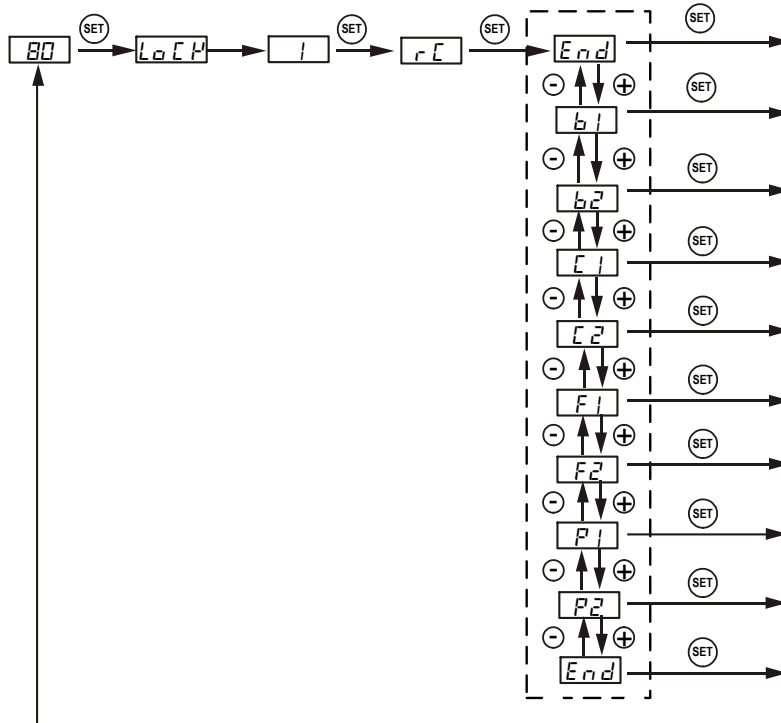 SET SET SET SET
80 LoCK 1 rC End
- +
SET
b1
- +
SET
b2
- +
SET
C1
- +
SET
C2
- +
SET
F1
- +
SET
F2
- +
SET
P1
- +
SET
P2
- +
SET
End